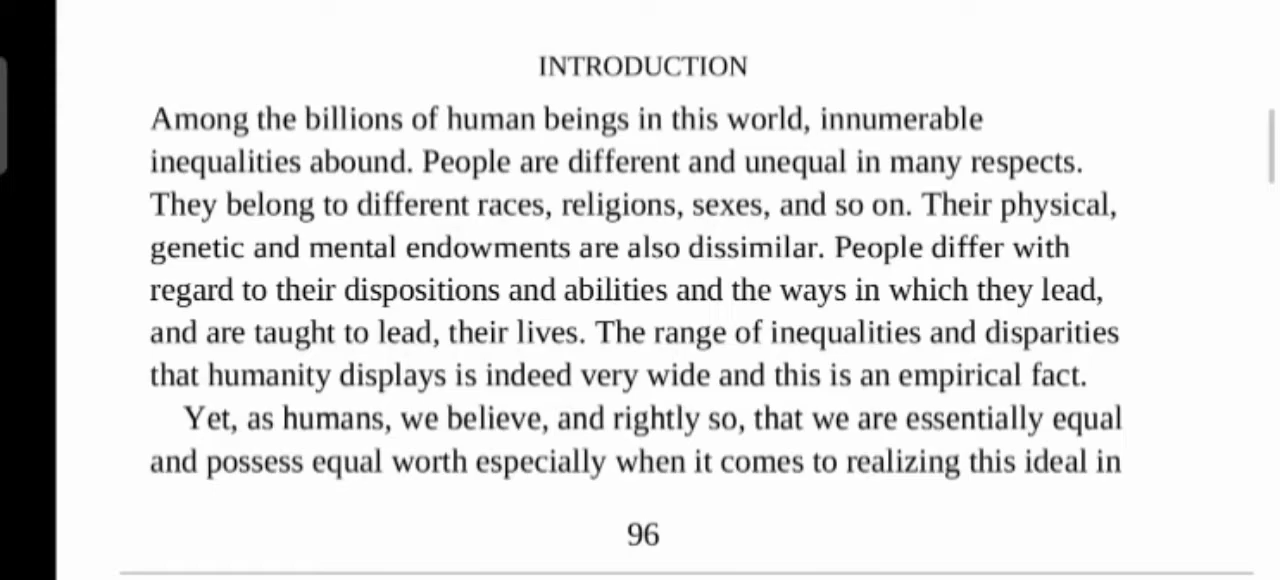 INTRODUCTION
Among the billions of human beings in this world, innumerable
inequalities abound. People are different and unequal in many respects.
They belong to different races, religions, sexes, and so on. Their physical,
genetic and mental endowments are also dissimilar. People differ with
regard to their dispositions and abilities and the ways in which they lead,
and are taught to lead, their lives. The range of inequalities and disparities
that humanity displays is indeed very wide and this is an empirical fact.
Yet, as humans, we believe, and rightly so, that we are essentially equal
and possess equal worth especially when it comes to realizing this ideal in
96